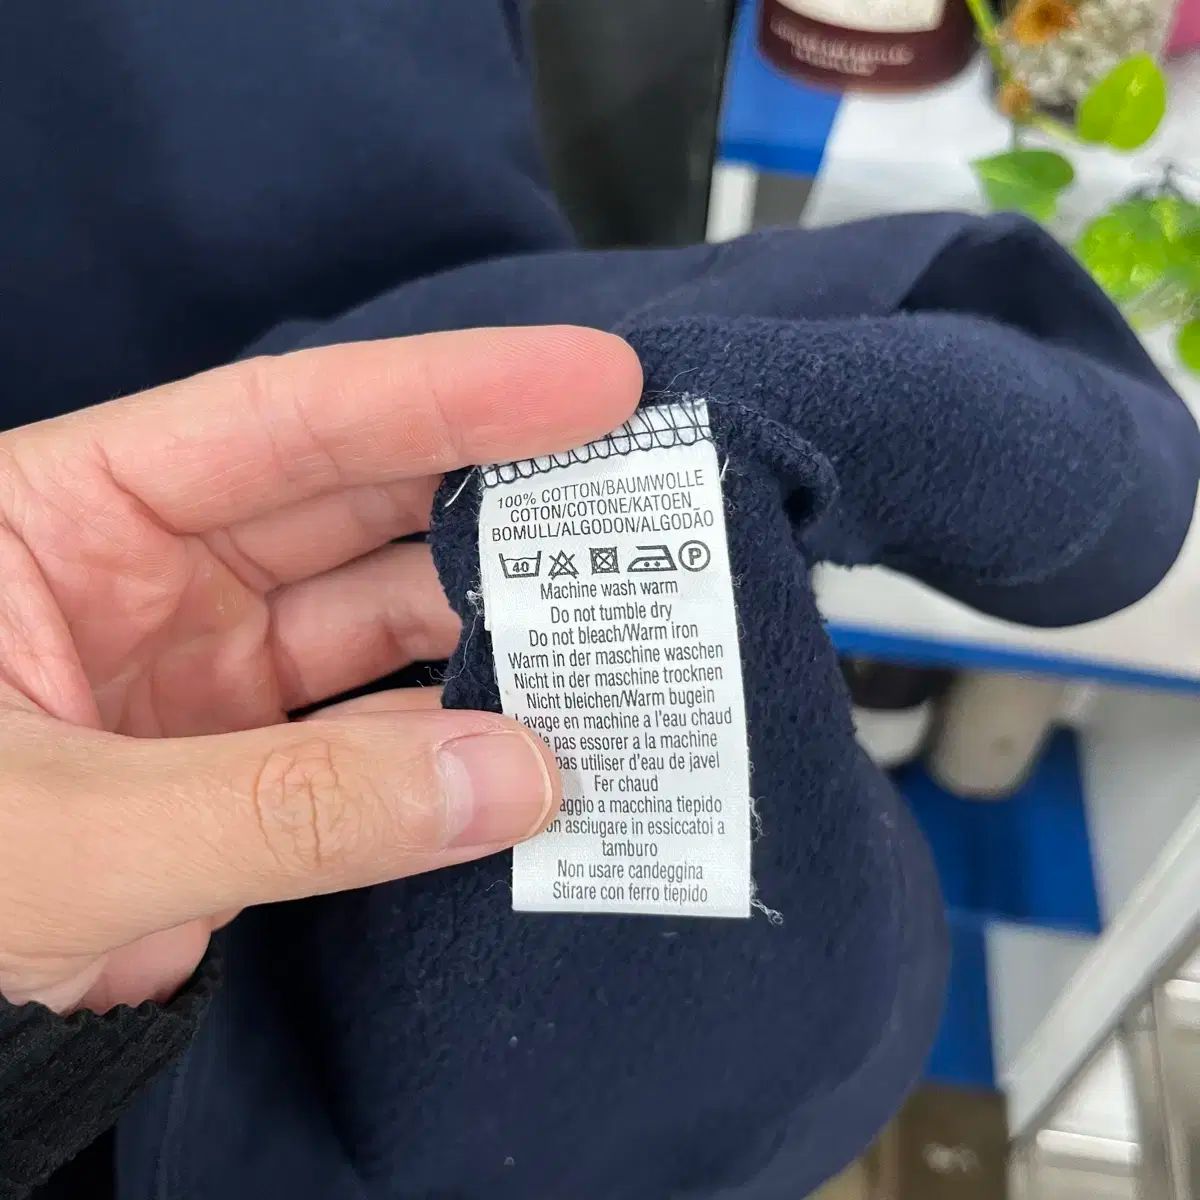 100% COTTON/BAUMWOLLE
COTON/COTONE/KATOEN
BOMULL/ALGODON/ALGODÃO
40 P
Machine wash warm
Do not tumble dry
Do not bleach/Warm iron
Warm in der maschine waschen
Nicht in der maschine trocknen
Nicht bleichen/Warm bugein
Lavage en machine a l'eau chaud
pas essorer a la machine
pas utiliser d'eau de javel
Fer chaud
a macchina tiepido
asciugare in essiccatoi a
tamburo
Non usare candeggina
Stirare con ferro tiepido